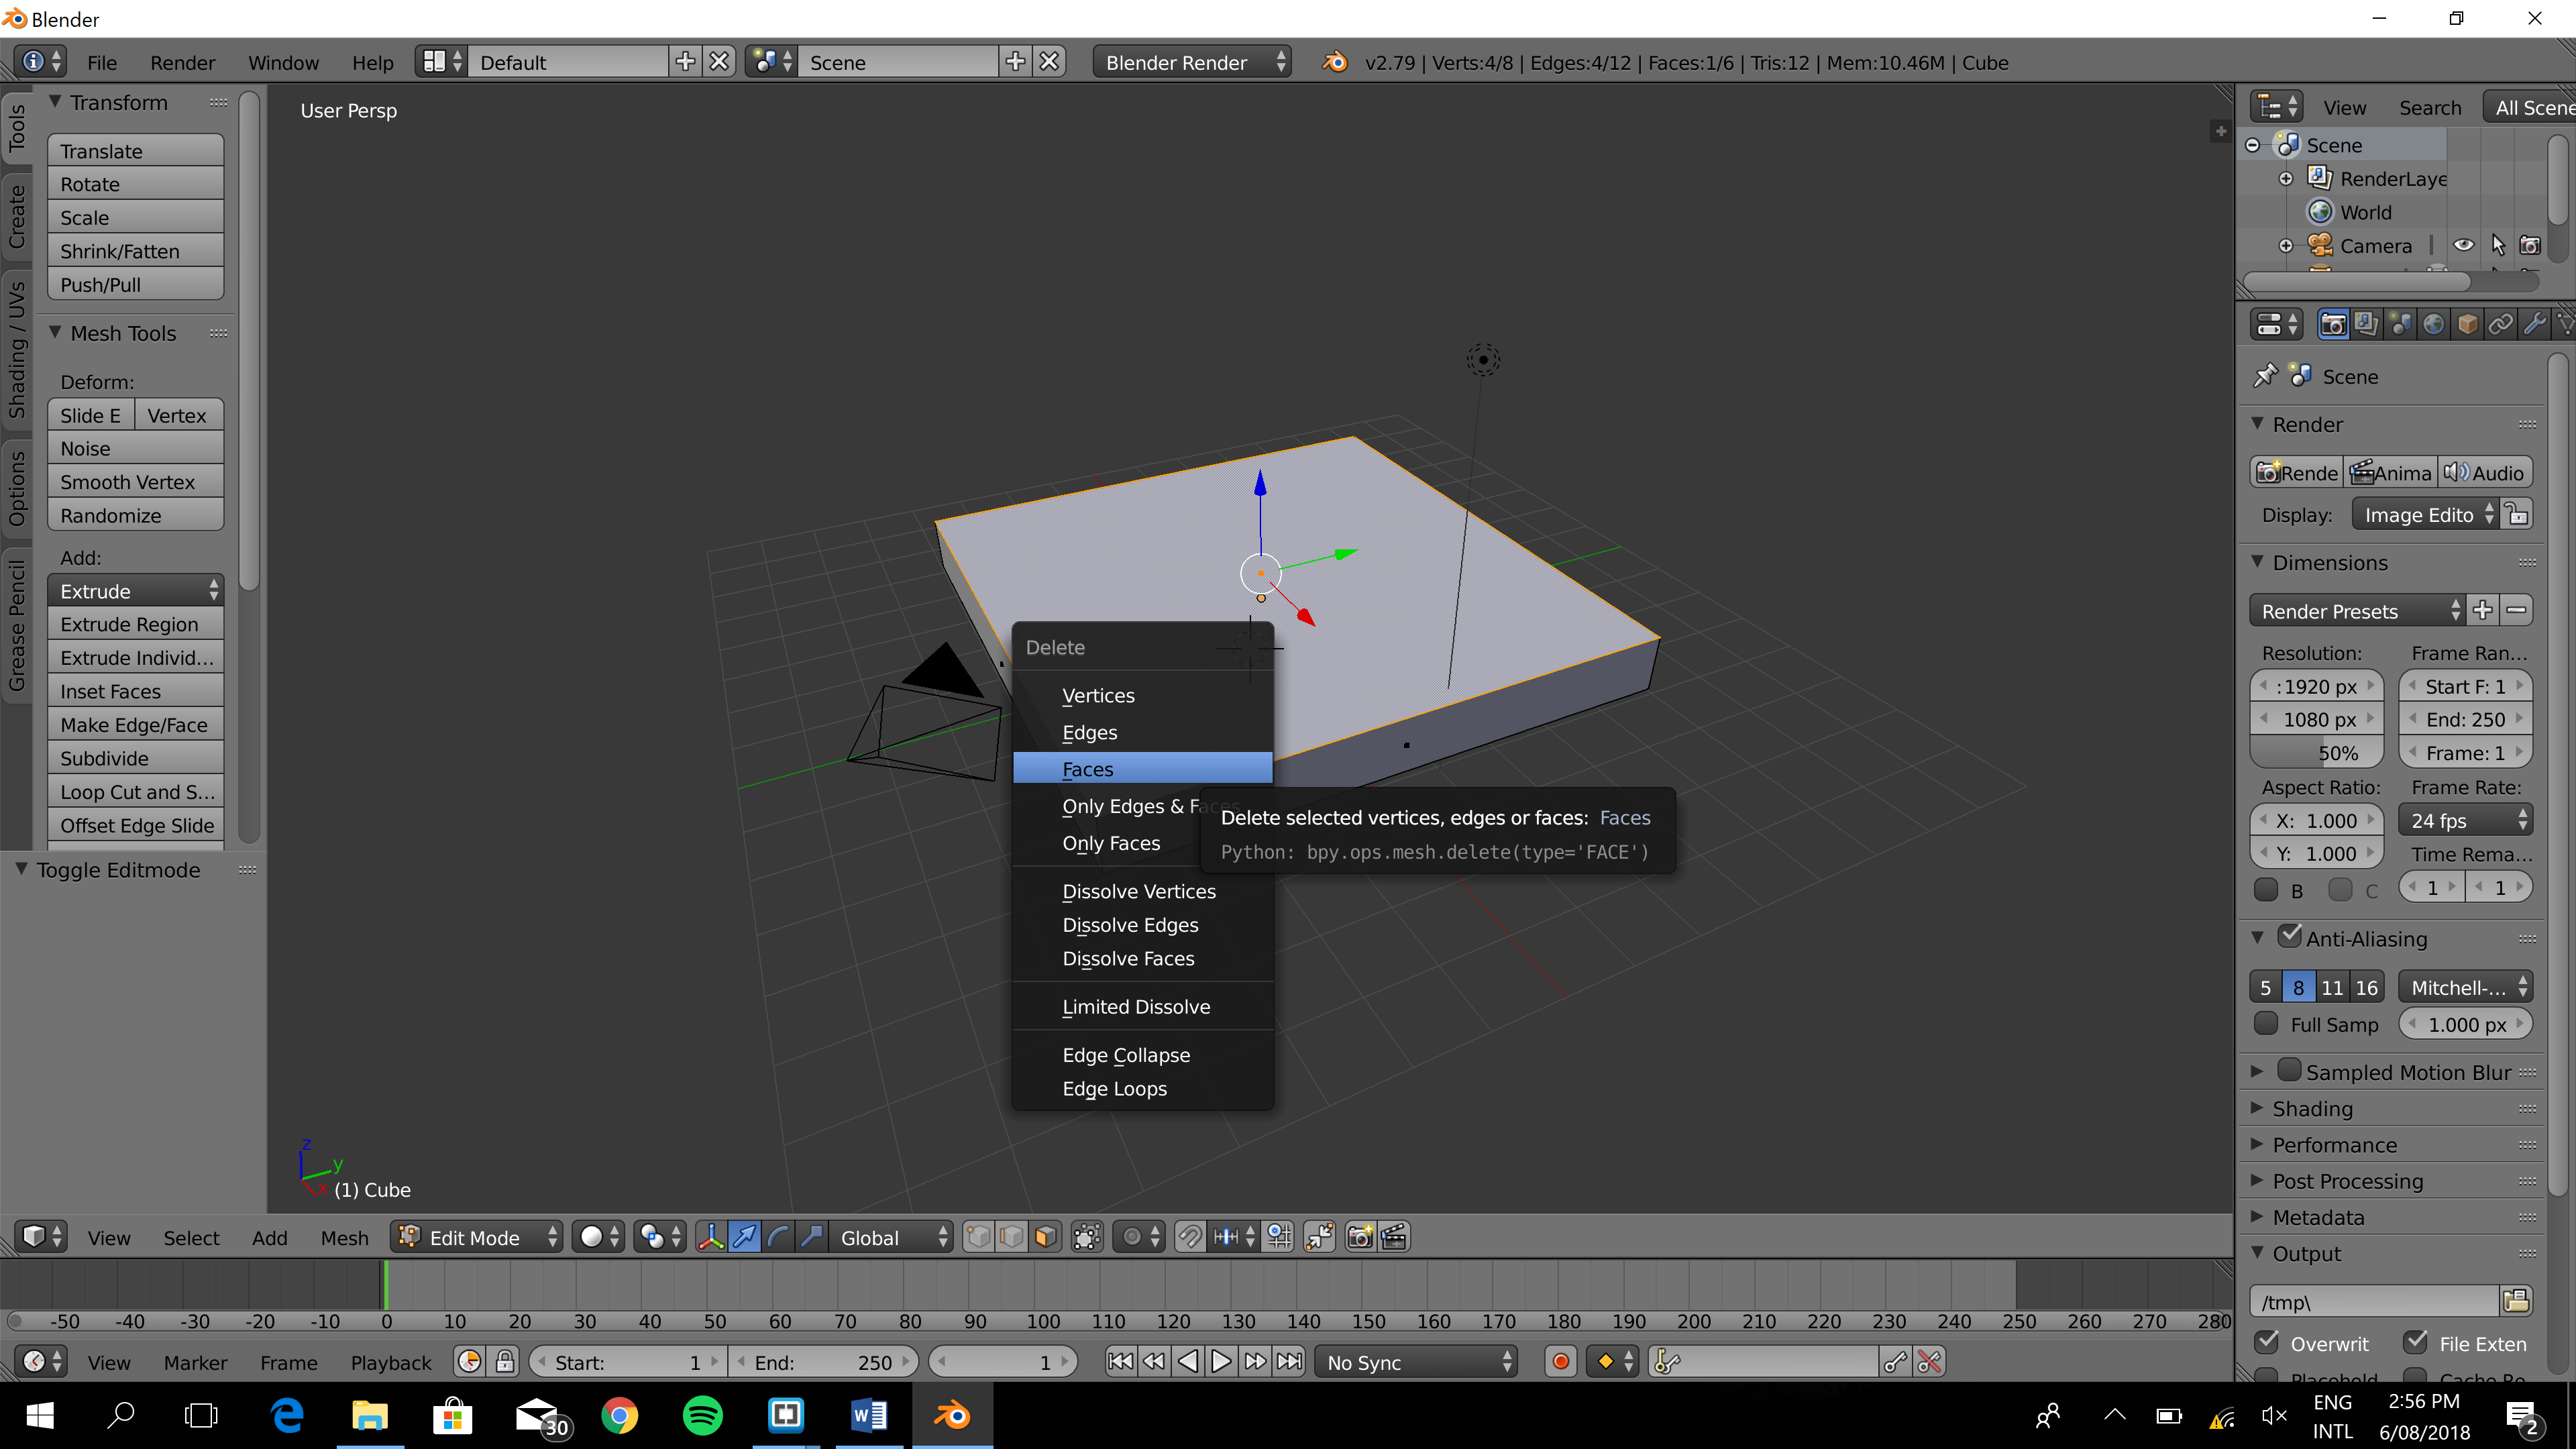 Blender
File Render Window Help Default Scene Blender Render v2.79 | Verts:4/8 | Edges:4/12 | Faces:1/6 | Tris:12 | Mem:10.46M | Cube
Tools
Create
Shading / UVs
Options
Grease Pencil
Transform
Translate
Rotate
Scale
Shrink/Fatten
Push/Pull
Mesh Tools
Deform:
Slide E Vertex
Noise
Smooth Vertex
Randomize
Add:
Extrude
Extrude Region
Extrude Individ...
Inset Faces
Make Edge/Face
Subdivide
Loop Cut and S...
Offset Edge Slide
Toggle Editmode
User Persp
Delete
Vertices
Edges
Faces
Only Edges & Faces
Only Faces
Dissolve Vertices
Dissolve Edges
Dissolve Faces
Limited Dissolve
Edge Collapse
Edge Loops
Delete selected vertices, edges or faces: Faces
Python: bpy.ops.mesh.delete(type='FACE')
z
y
x
(1) Cube
View Search All Scene
Scene
RenderLaye
World
Camera
Scene
Render
Rende Anima Audio
Display: Image Edito
Dimensions
Render Presets
Resolution: Frame Ran...
:1920 px Start F: 1
1080 px End: 250
50% Frame: 1
Aspect Ratio: Frame Rate:
X: 1.000 24 fps
Y: 1.000 Time Rema...
B C 1 1
Anti-Aliasing
5 8 11 16 Mitchell-...
Full Samp 1.000 px
Sampled Motion Blur
Shading
Performance
Post Processing
Metadata
Output
/tmp\
Overwrit File Exten
View Select Add Mesh Edit Mode Global
-50 -40 -30 -20 -10 0 10 20 30 40 50 60 70 80 90 100 110 120 130 140 150 160 170 180 190 200 210 220 230 240 250 260 270 280
View Marker Frame Playback Start: 1 End: 250 1 No Sync
30
ENG
INTL
2:56 PM
6/08/2018
2